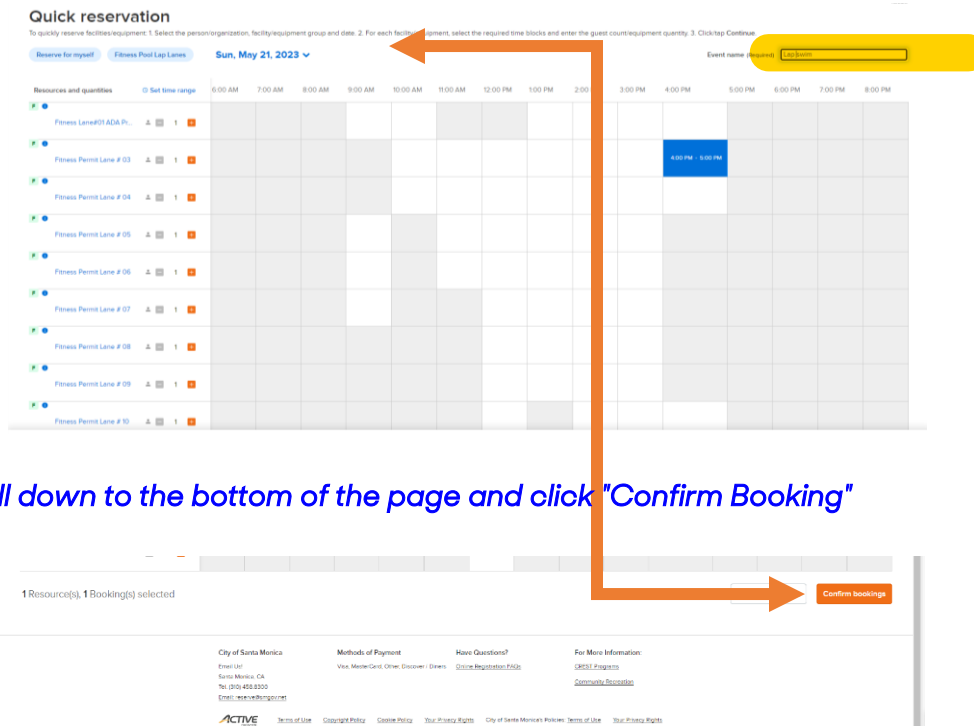 Quick reservation
To quickly reserve facilities/equipment: 1. Select the person/organization, facility/equipment group and date. 2. For each facility/equipment, select the required time blocks and enter the guest count/equipment quantity. 3. Click/tap Continue.
Reserve for myself Fitness Pool Lap Lanes Sun, May 21, 2023 Event name (Required) Lap Swim
Resources and quantities Set time range 6:00 AM 7:00 AM 8:00 AM 9:00 AM 10:00 AM 11:00 AM 12:00 PM 1:00 PM 2:00 3:00 PM 4:00 PM 5:00 PM 6:00 PM 7:00 PM 8:00 PM
P
Fitness Lane#01 ADA Pr... 1
P
Fitness Permit Lane # 03 1 4:00 PM - 5:00 PM
P
Fitness Permit Lane # 04 1
P
Fitness Permit Lane # 05 1
P
Fitness Permit Lane # 06 1
P
Fitness Permit Lane # 07 1
P
Fitness Permit Lane # 08 1
P
Fitness Permit Lane # 09 1
P
Fitness Permit Lane # 10 1
ll down to the bottom of the page and click "Confirm Booking"
1 Resource(s), 1 Booking(s) selected Confirm bookings
City of Santa Monica Methods of Payment Have Questions? For More Information:
Email Us! Visa, MasterCard, Other, Discover / Diners Online Registration FAQs CREST Programs
Santa Monica, CA
Tel. (310) 458.8300 Community Recreation
Email: reserve@smgov.net
ACTIVE Terms of Use Copyright Policy Cookie Policy Your Privacy Rights City of Santa Monica's Policies: Terms of Use Your Privacy Rights